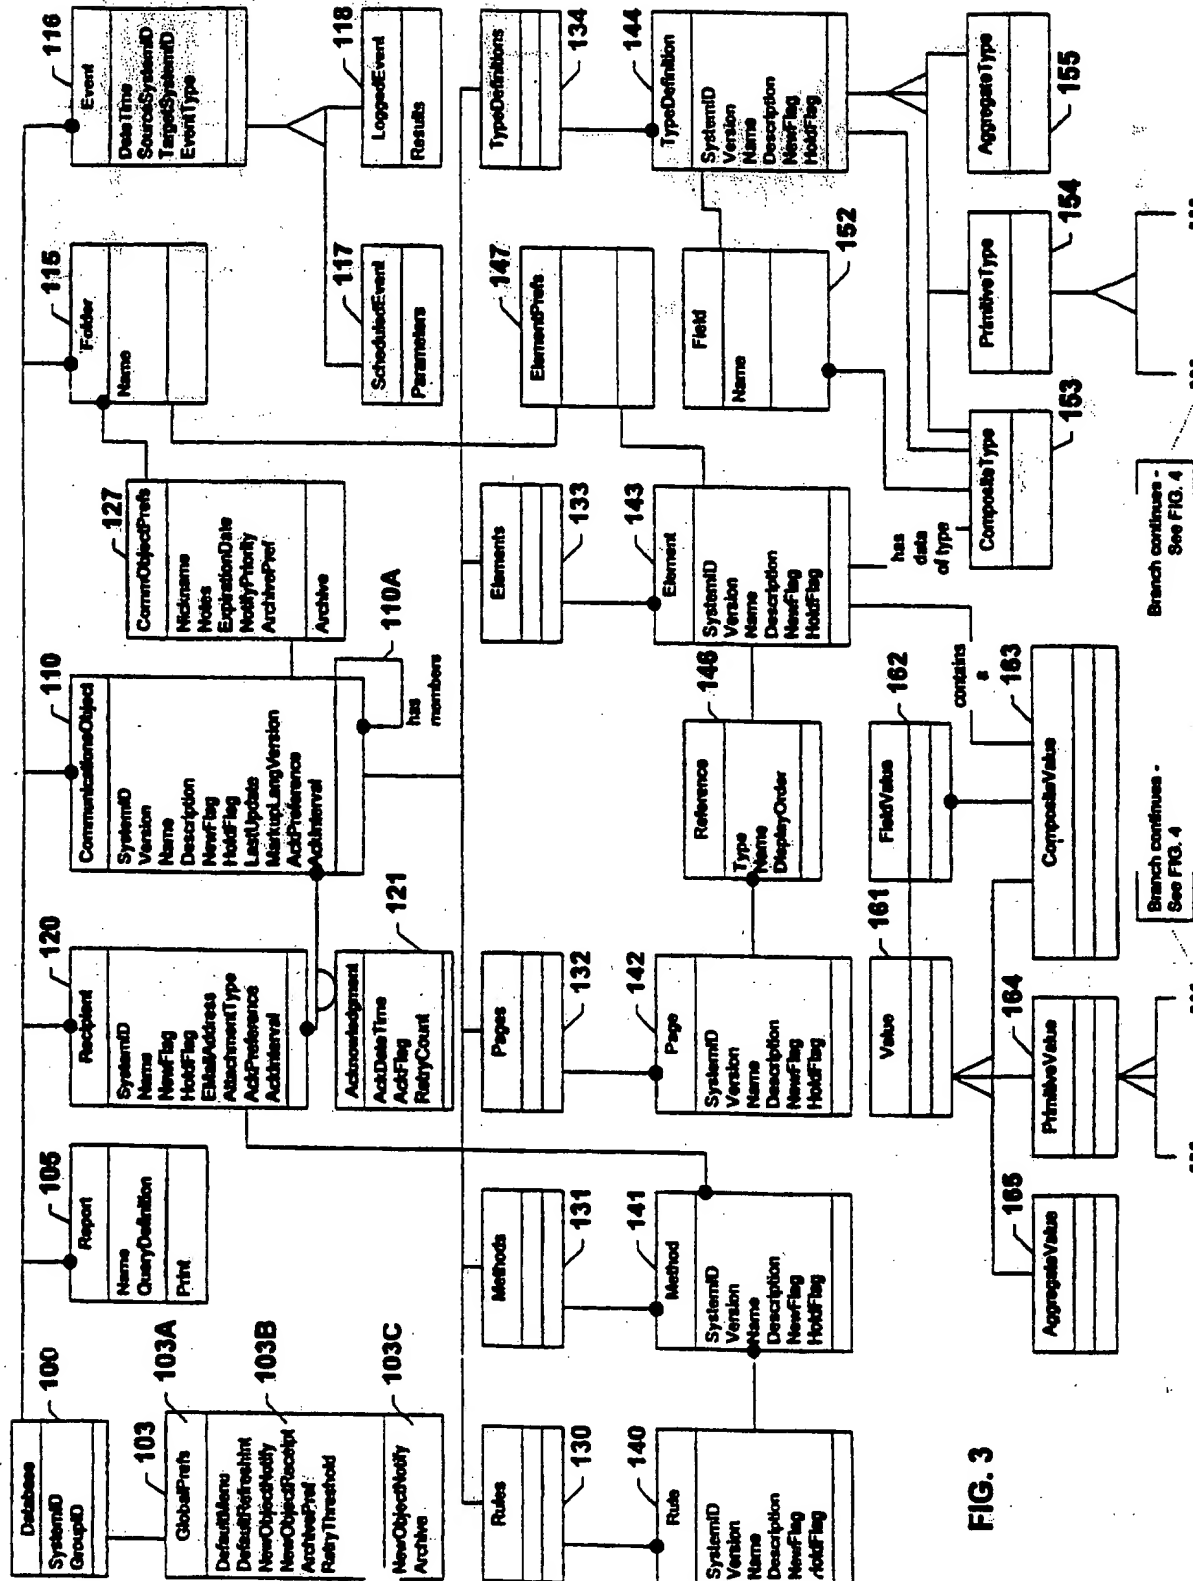 100
Database
SystemID
GroupID
103
103A
GlobalPrefs
103B
DefaultMenu
DefaultRefreshInt
NewObjectNotify
NewObjectReceipt
ArchivePref
RetryThreshold
103C
NewObjectNotify
Archive
105
Report
Name
QueryDefinition
Print
120
Recipient
SystemID
Name
NewFlag
HoldFlag
EMailAddress
AttachmentType
AckPreference
AckInterval
121
Acknowledgment
AckDateTime
AckFlag
RetryCount
110
CommunicationsObject
SystemID
Version
Name
Description
NewFlag
HoldFlag
LastUpdate
MarkupLangVersion
AckPreference
AckInterval
110A
has
members
127
CommObjectPrefs
Nickname
Notes
ExpirationDate
NotifyPriority
ArchivePref
Archive
115
Folder
Name
116
Event
DateTime
SourceSystemID
TargetSystemID
EventType
117
ScheduledEvent
Parameters
118
LoggedEvent
Results
Rules
130
Methods
131
Pages
132
Elements
133
147
ElementPrefs
TypeDefinitions
134
140
Rule
SystemID
Version
Name
Description
NewFlag
HoldFlag
141
Method
SystemID
Version
Name
Description
NewFlag
HoldFlag
142
Page
SystemID
Version
Name
Description
NewFlag
HoldFlag
146
Reference
Type
Name
DisplayOrder
143
Element
SystemID
Version
Name
Description
NewFlag
HoldFlag
Field
Name
152
144
TypeDefinition
SystemID
Version
Name
Description
NewFlag
HoldFlag
161
Value
162
FieldValue
contains
a
has
data
of type
165
AggregateValue
164
PrimitiveValue
163
CompositeValue
CompositeType
153
PrimitiveType
154
AggregateType
155
Branch continues -
See FIG. 4
Branch continues -
See FIG. 4
FIG. 3